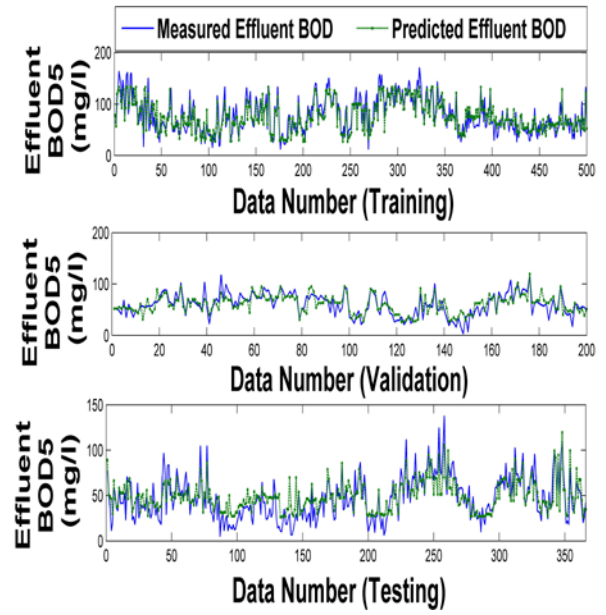 Measured Effluent BOD
Predicted Effluent BOD
Effluent
BOD5
(mg/l)
200
100
0
0 50 100 150 200 250 300 350 400 450 500
Data Number (Training)
Effluent
BOD5
(mg/l)
200
100
0
0 20 40 60 80 100 120 140 160 180 200
Data Number (Validation)
Effluent
BOD5
(mg/l)
150
100
50
0
0 50 100 150 200 250 300 350
Data Number (Testing)